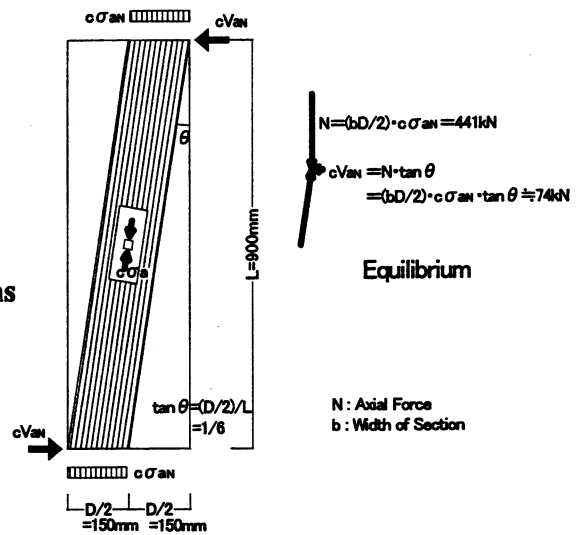 cσaN
cVaN
θ
N=(bD/2)・cσaN=441kN
cVaN=N・tanθ
=(bD/2)・cσaN・tanθ≒74kN
L=900mm
cσa
Equilibrium
ns
tanθ=(D/2)/L
=1/6
N : Axial Force
b : Width of Section
cVaN
cσaN
D/2 D/2
=150mm =150mm